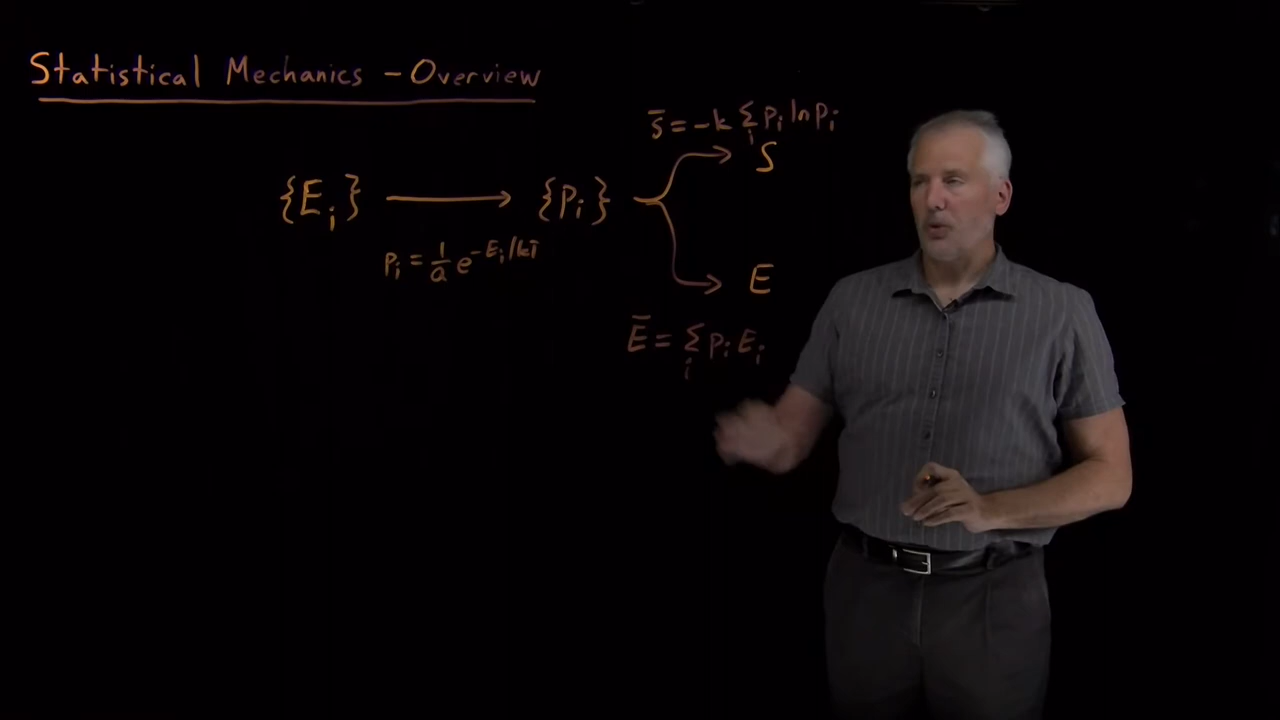 Statistical Mechanics - Overview
S̄ = -k Σ_i p_i ln p_i
S
{E_i} → {p_i}
p_i = 1/a e^{-E_i/kT}
E
Ē = Σ_i p_i E_i